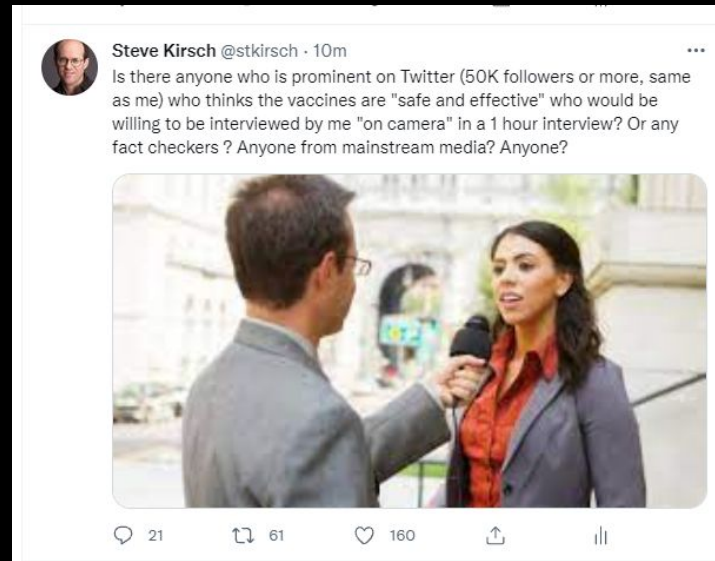 Steve Kirsch @stkirsch · 10m
Is there anyone who is prominent on Twitter (50K followers or more, same
as me) who thinks the vaccines are "safe and effective" who would be
willing to be interviewed by me "on camera" in a 1 hour interview? Or any
fact checkers ? Anyone from mainstream media? Anyone?
21 61 160